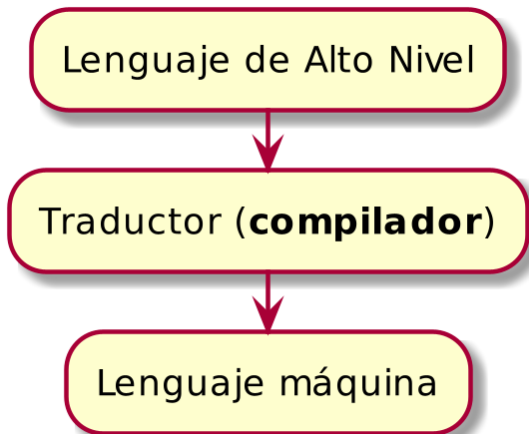 Lenguaje de Alto Nivel
Traductor (compilador)
Lenguaje máquina